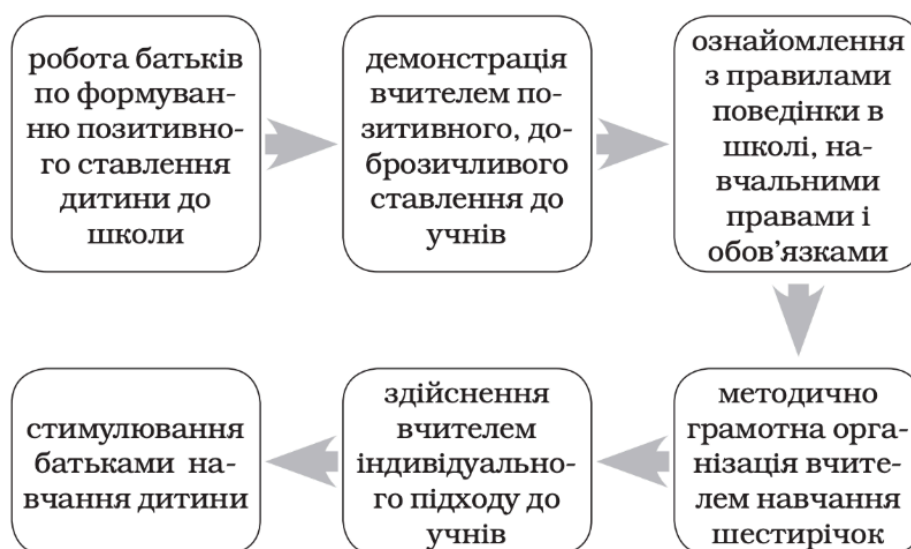 робота батьків
по формуван-
ню позитивно-
го ставлення
дитини до
школи
демонстрація
вчителем по-
зитивного, до-
брозичливого
ставлення до
учнів
ознайомлення
з правилами
поведінки в
школі, на-
вчальними
правами і
обов’язками
методично
грамотна орга-
нізація вчите-
лем навчання
шестирічок
здійснення
вчителем
індивідуально-
го підходу до
учнів
стимулювання
батьками на-
вчання дитини